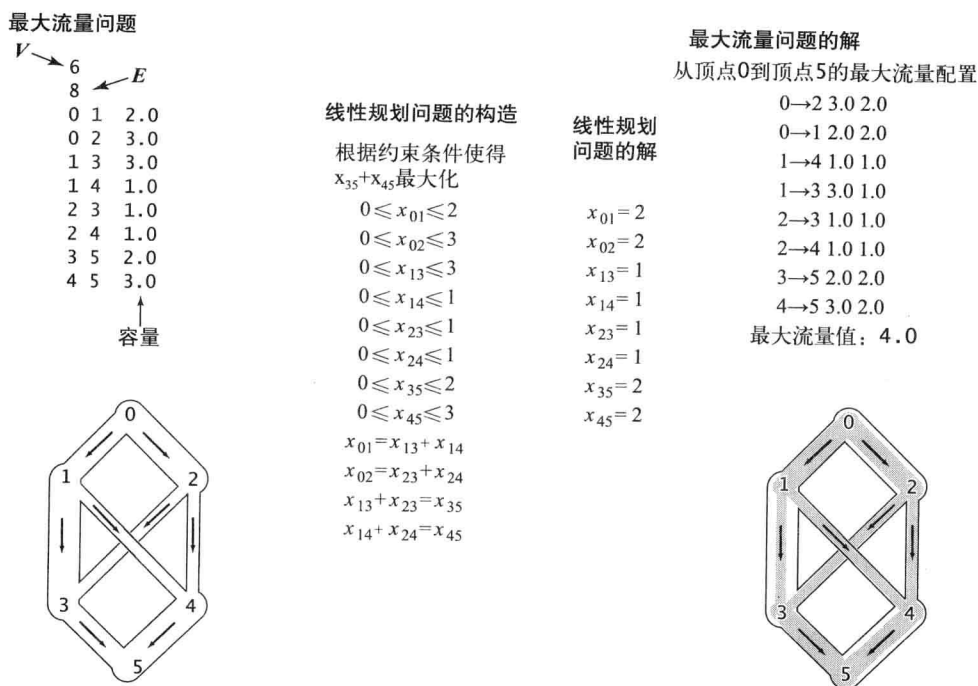 最大流量问题
V
6
8
E
0 1 2.0
0 2 3.0
1 3 3.0
1 4 1.0
2 3 1.0
2 4 1.0
3 5 2.0
4 5 3.0
容量
0
1
2
3
4
5
线性规划问题的构造
根据约束条件使得
x₃₅+x₄₅最大化
0≤x₀₁≤2
0≤x₀₂≤3
0≤x₁₃≤3
0≤x₁₄≤1
0≤x₂₃≤1
0≤x₂₄≤1
0≤x₃₅≤2
0≤x₄₅≤3
x₀₁=x₁₃+x₁₄
x₀₂=x₂₃+x₂₄
x₁₃+x₂₃=x₃₅
x₁₄+x₂₄=x₄₅
线性规划
问题的解
x₀₁=2
x₀₂=2
x₁₃=1
x₁₄=1
x₂₃=1
x₂₄=1
x₃₅=2
x₄₅=2
最大流量问题的解
从顶点0到顶点5的最大流量配置
0→2 3.0 2.0
0→1 2.0 2.0
1→4 1.0 1.0
1→3 3.0 1.0
2→3 1.0 1.0
2→4 1.0 1.0
3→5 2.0 2.0
4→5 3.0 2.0
最大流量值：4.0
0
1
2
3
4
5